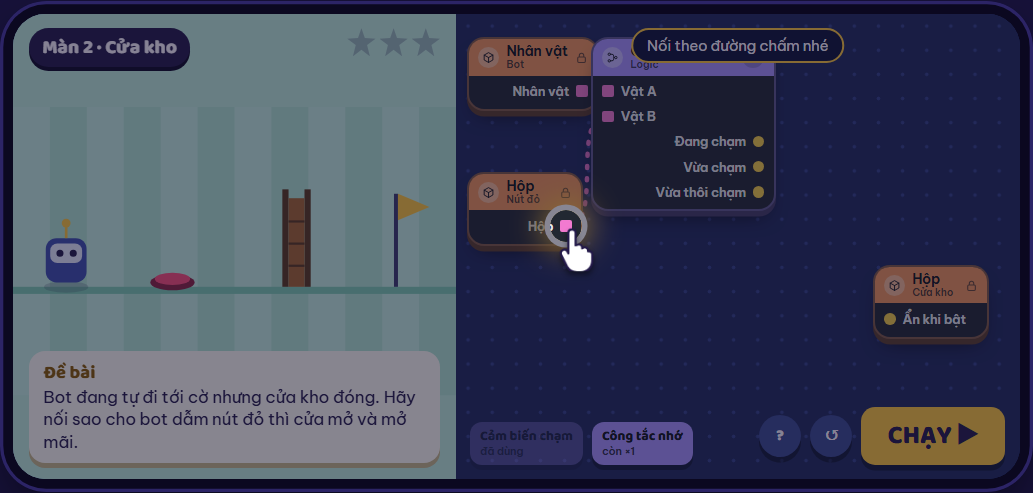 Màn 2 · Cửa kho
Nối theo đường chấm nhé
Nhân vật
Bot
Nhân vật
Logic
Vật A
Vật B
Đang chạm
Vừa chạm
Vừa thôi chạm
Hộp
Nút đỏ
Hộp
Hộp
Cửa kho
Ẩn khi bật
Đề bài
Bot đang tự đi tới cờ nhưng cửa kho đóng. Hãy
nối sao cho bot dẫm nút đỏ thì cửa mở và mở
mãi.
Cảm biến chạm
đã dùng
Công tắc nhớ
còn ×1
?
CHẠY